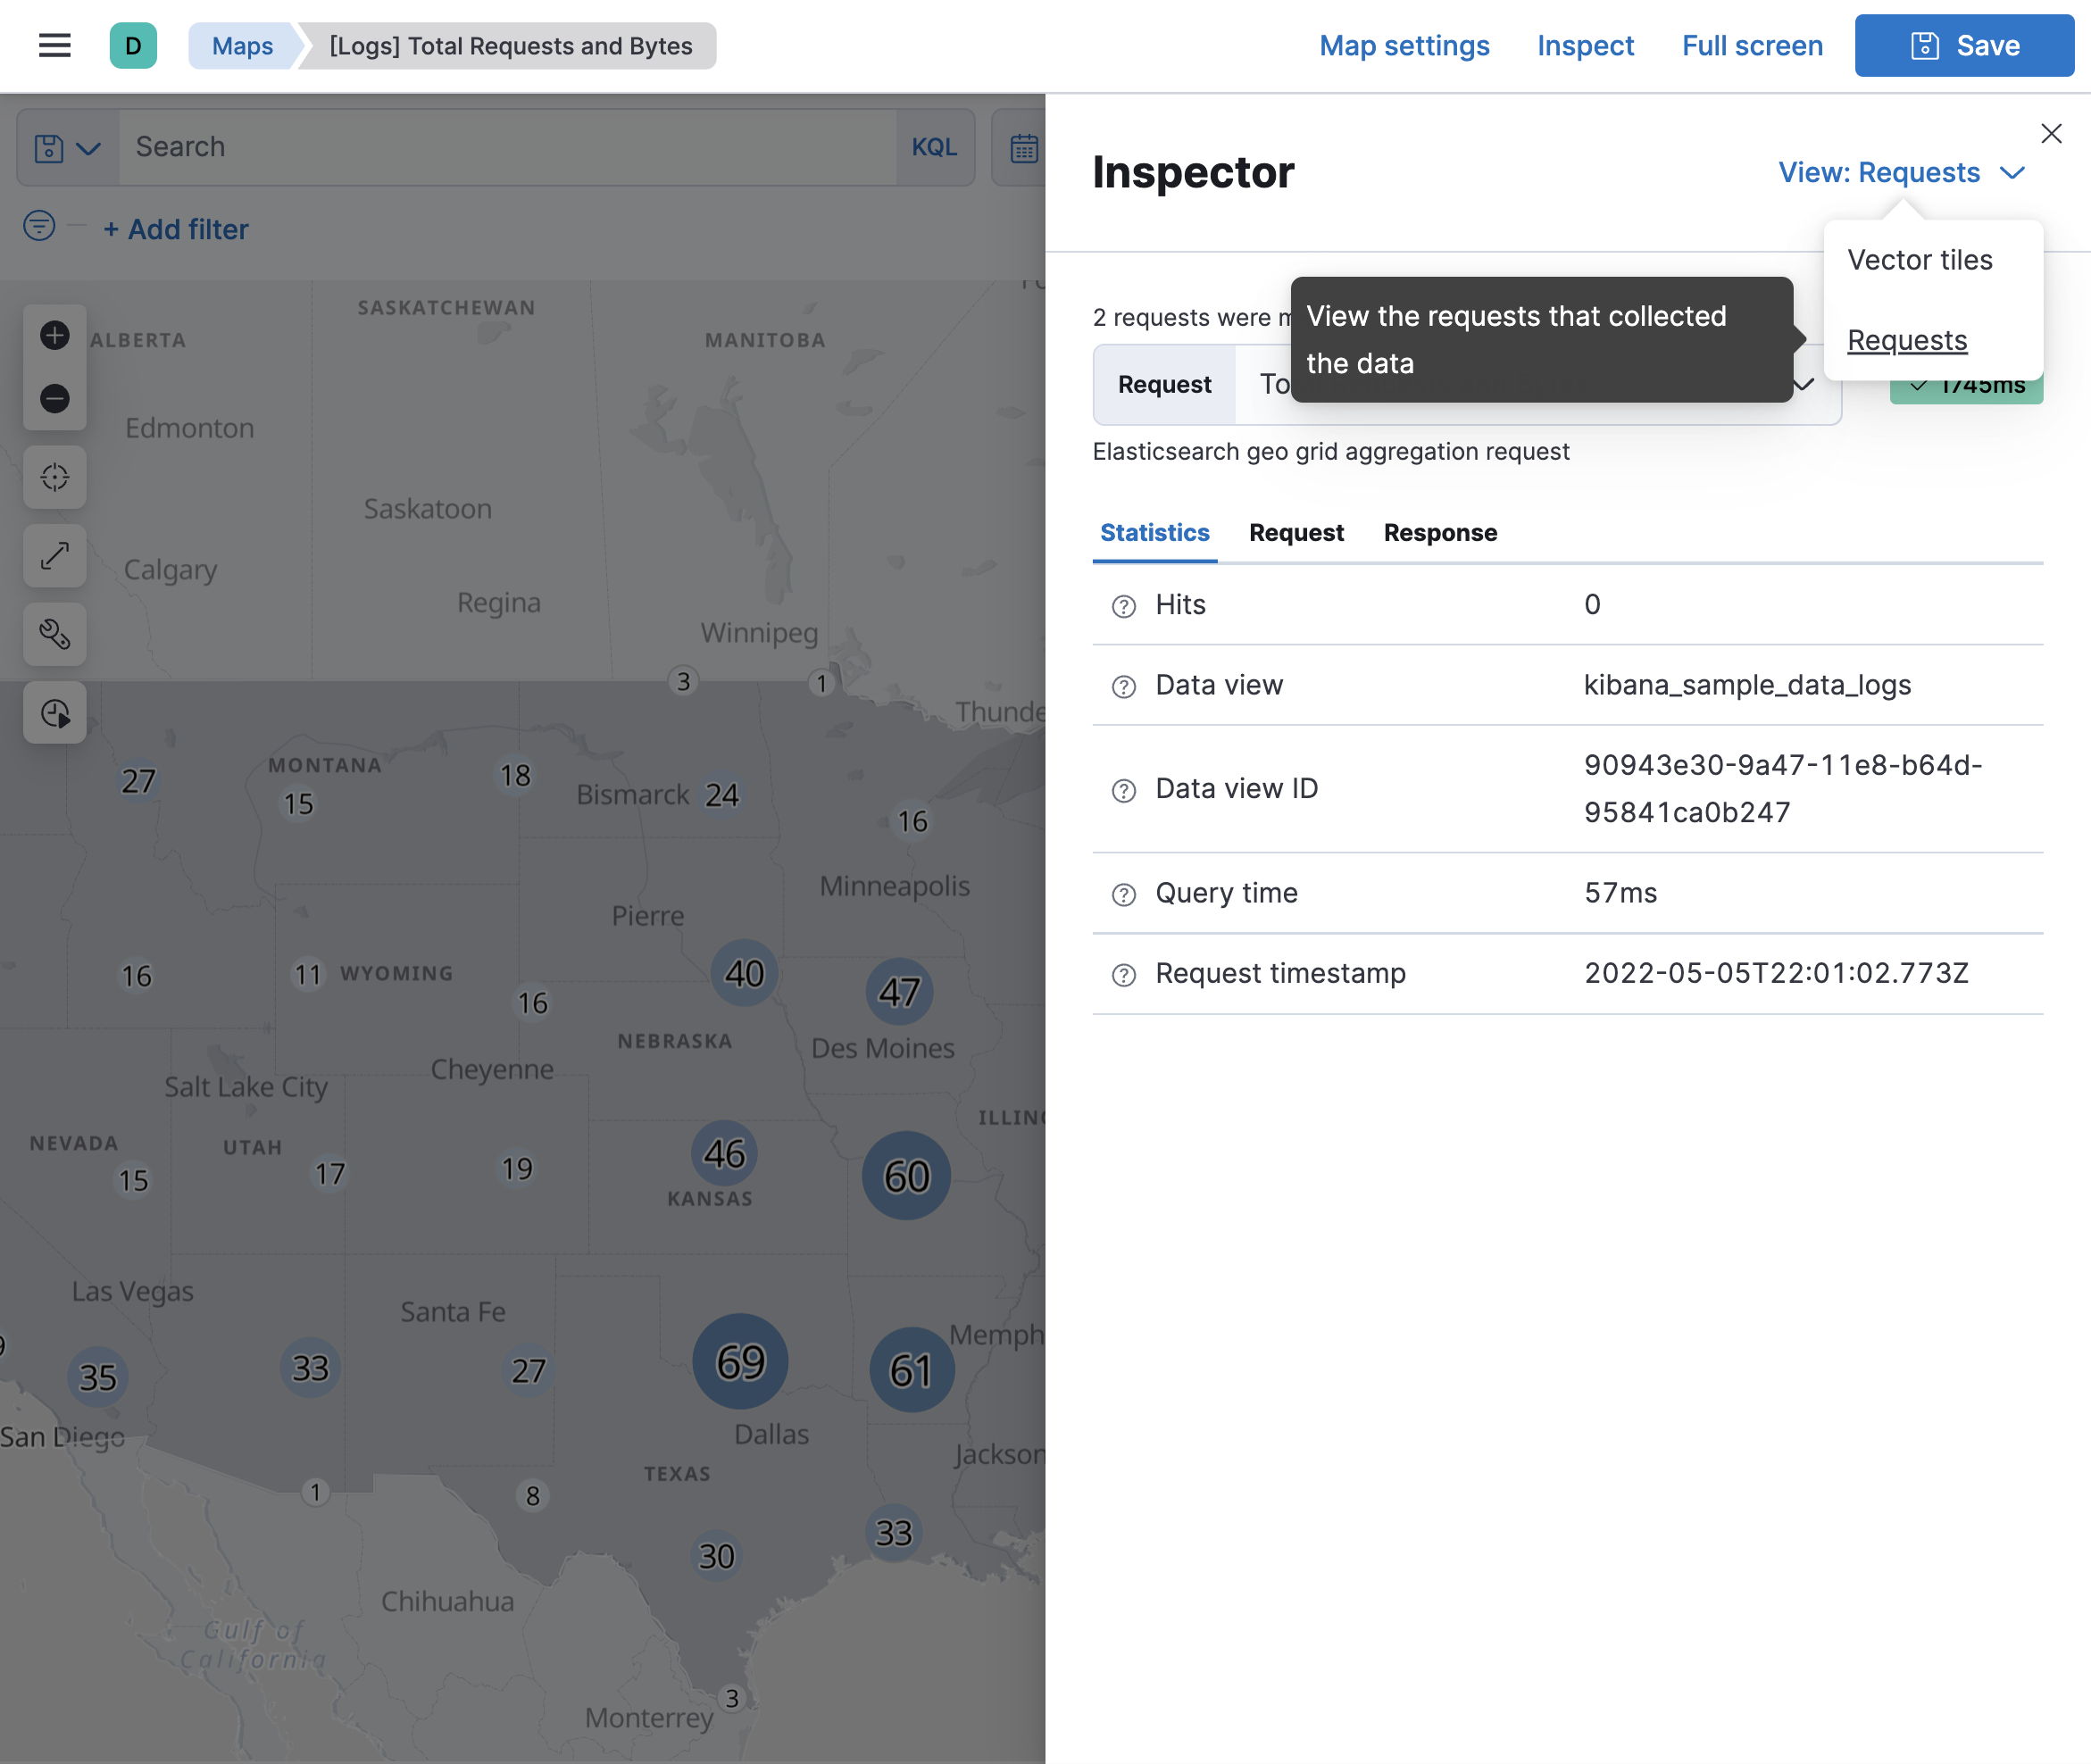 D
Maps
[Logs] Total Requests and Bytes
Map settings
Inspect
Full screen
Save
Search
KQL
+ Add filter
SASKATCHEWAN
ALBERTA
MANITOBA
Edmonton
Saskatoon
Calgary
Regina
Winnipeg
3
1
27
MONTANA
15
18
Bismarck
24
16
Minneapolis
Pierre
16
11
WYOMING
16
40
47
NEBRASKA
Des Moines
Cheyenne
Salt Lake City
NEVADA
UTAH
15
17
19
46
KANSAS
60
Las Vegas
Santa Fe
35
33
27
69
61
San Diego
Dallas
Jackson
TEXAS
1
8
33
30
Chihuahua
Gulf of
California
3
Monterrey
Inspector
View: Requests
Vector tiles
Requests
View the requests that collected
the data
2 requests were
Request
1745ms
Elasticsearch geo grid aggregation request
Statistics
Request
Response
Hits
0
Data view
kibana_sample_data_logs
Data view ID
90943e30-9a47-11e8-b64d-
95841ca0b247
Query time
57ms
Request timestamp
2022-05-05T22:01:02.773Z